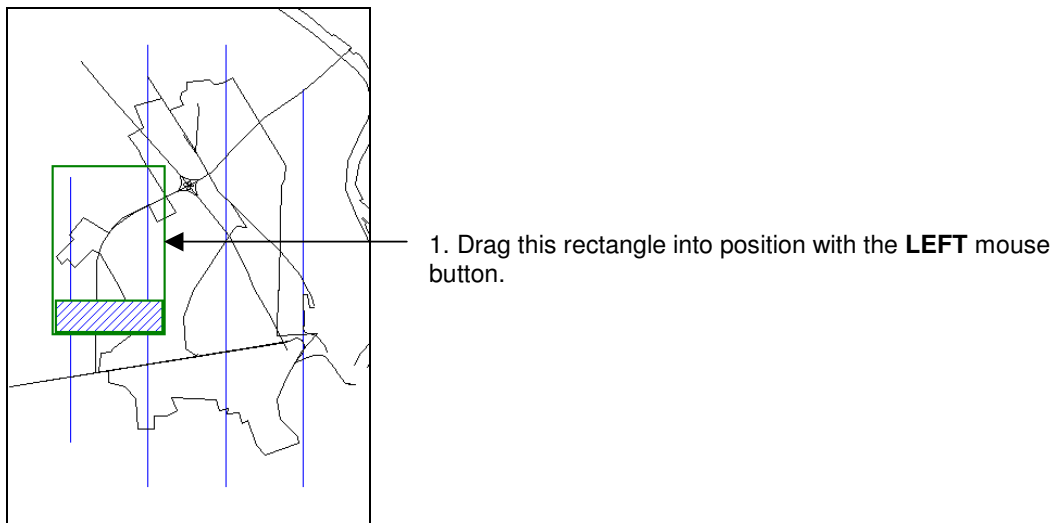 1. Drag this rectangle into position with the LEFT mouse
button.